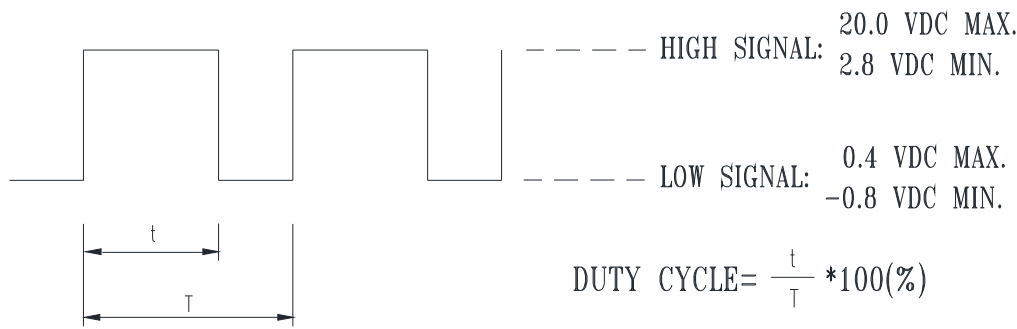 20.0 VDC MAX.
HIGH SIGNAL:
2.8 VDC MIN.
0.4 VDC MAX.
LOW SIGNAL:
-0.8 VDC MIN.
t
T
DUTY CYCLE= t/T *100(%)